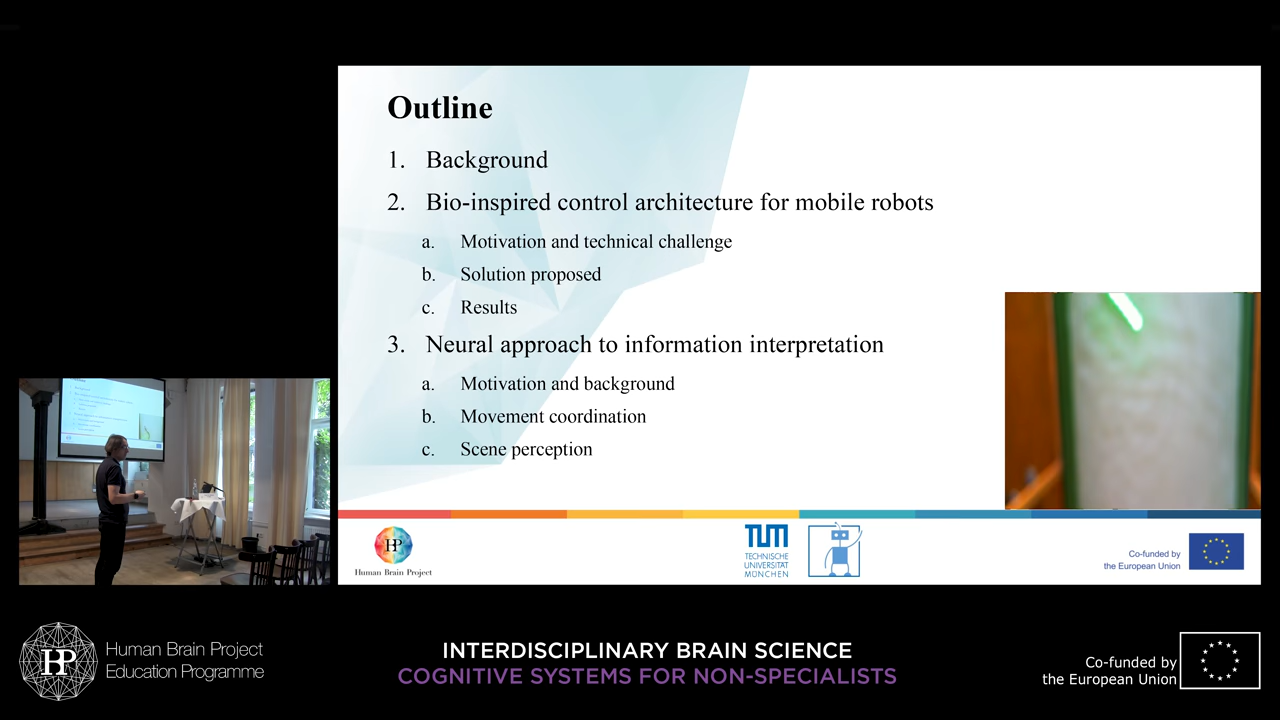 Outline
1. Background
2. Bio-inspired control architecture for mobile robots
a. Motivation and technical challenge
b. Solution proposed
c. Results
3. Neural approach to information interpretation
a. Motivation and background
b. Movement coordination
c. Scene perception
HP
Human Brain Project
TUM
TECHNISCHE
UNIVERSITÄT
MÜNCHEN
Co-funded by
the European Union
HP
Human Brain Project
Education Programme
INTERDISCIPLINARY BRAIN SCIENCE
COGNITIVE SYSTEMS FOR NON-SPECIALISTS
Co-funded by
the European Union